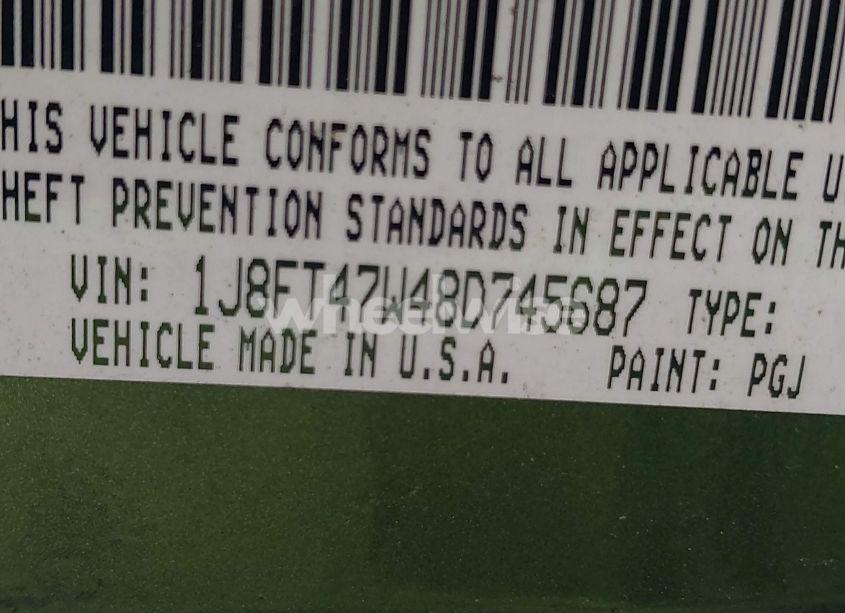 HIS VEHICLE CONFORMS TO ALL APPLICABLE U
HEFT PREVENTION STANDARDS IN EFFECT ON TH
VIN: 1J8FT47W48D745687 TYPE:
VEHICLE MADE IN U.S.A. PAINT: PGJ
wheelwise